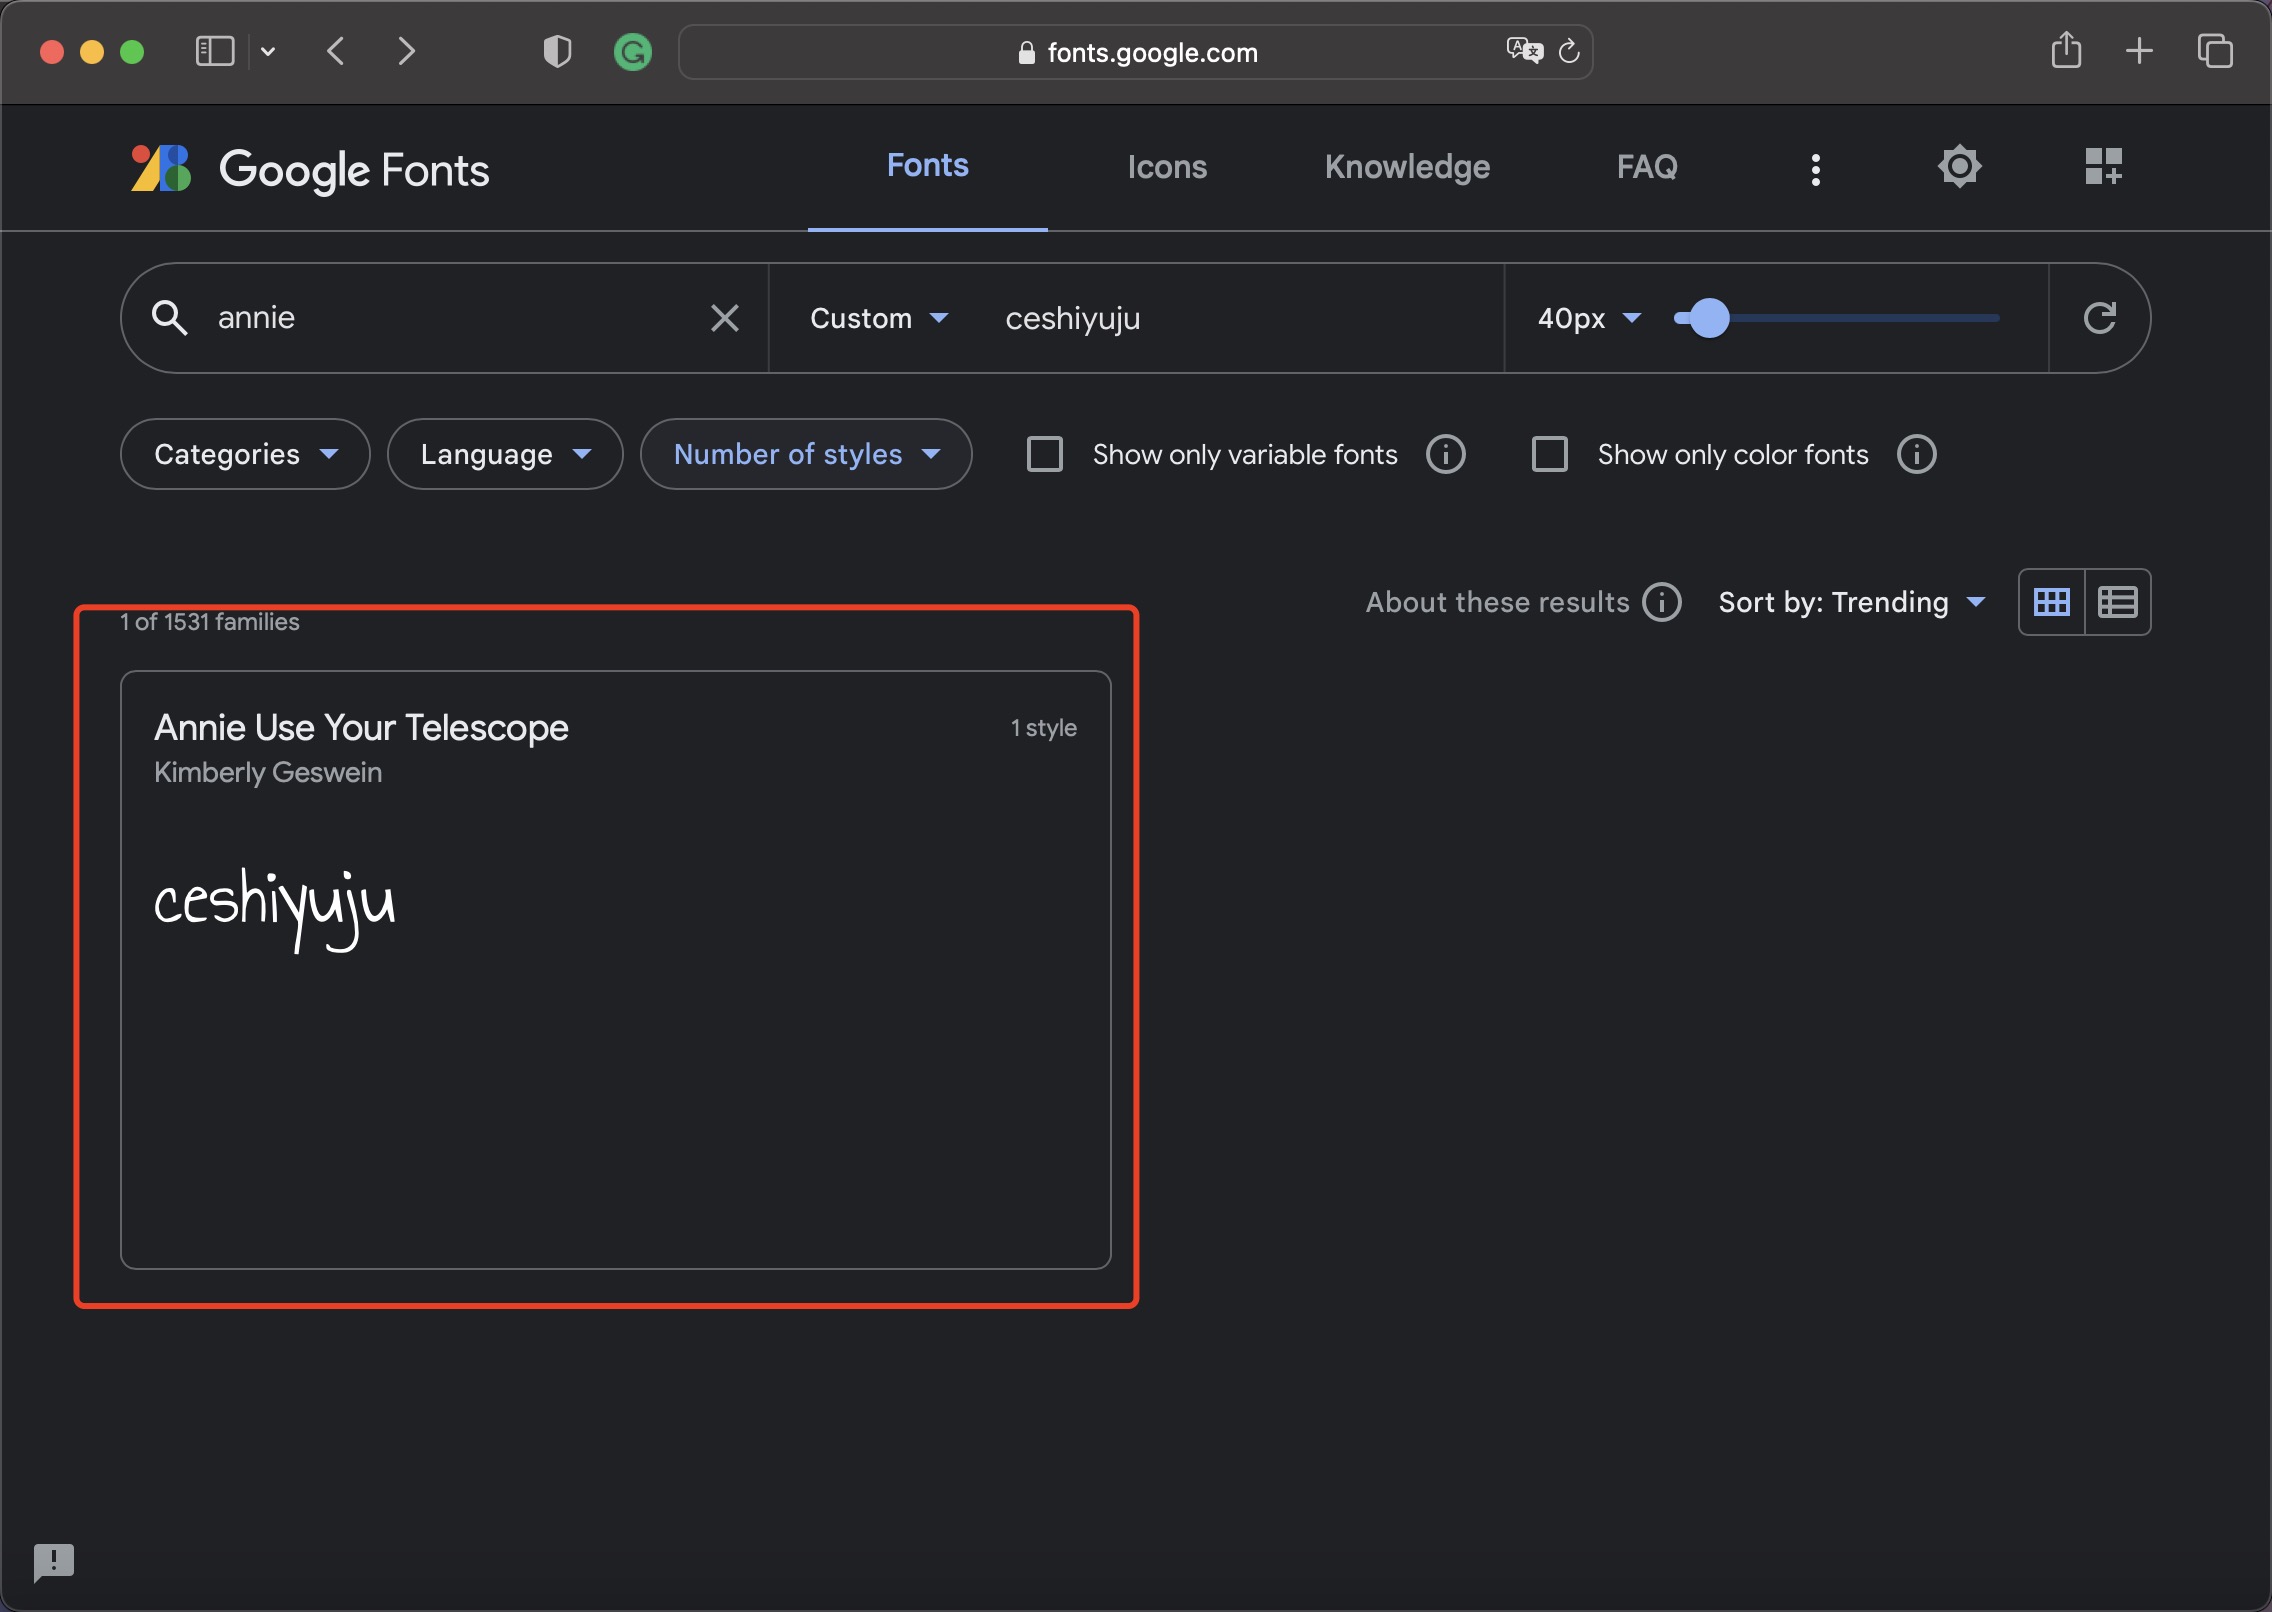 fonts.google.com
Google Fonts
Fonts
Icons
Knowledge
FAQ
annie
Custom
ceshiyuju
40px
Categories
Language
Number of styles
Show only variable fonts
Show only color fonts
1 of 1531 families
About these results
Sort by: Trending
Annie Use Your Telescope
1 style
Kimberly Geswein
ceshiyuju